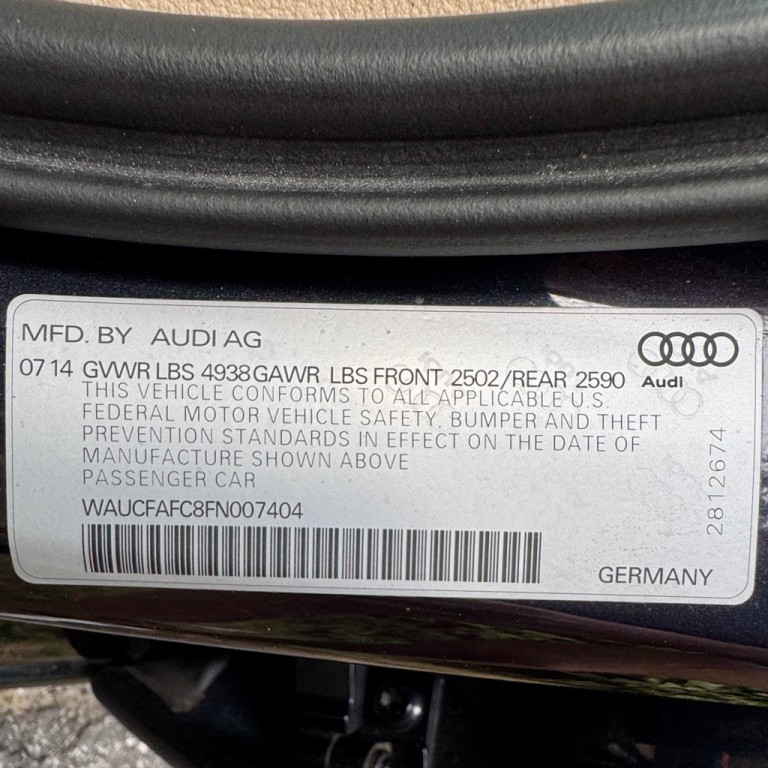 MFD. BY AUDI AG
07 14 GVWR LBS 4938 GAWR LBS FRONT 2502/REAR 2590
Audi
THIS VEHICLE CONFORMS TO ALL APPLICABLE U.S.
FEDERAL MOTOR VEHICLE SAFETY, BUMPER AND THEFT
PREVENTION STANDARDS IN EFFECT ON THE DATE OF
MANUFACTURE SHOWN ABOVE
PASSENGER CAR
WAUCFAFC8FN007404
2812674
GERMANY